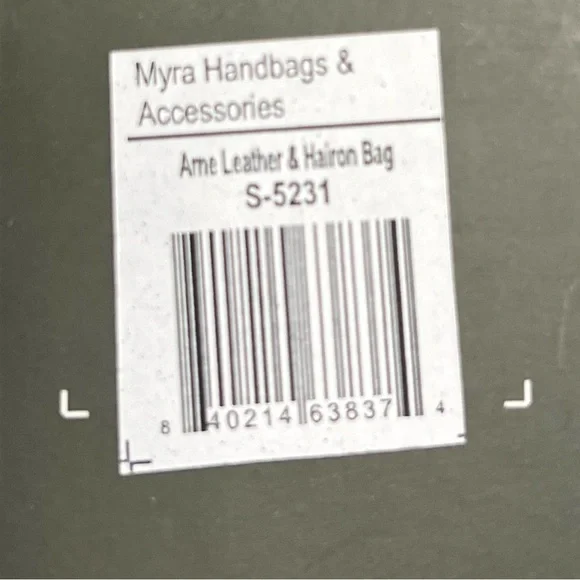 Myra Handbags &
Accessories
Arne Leather & Hairon Bag
S-5231
8 40214 63837 4